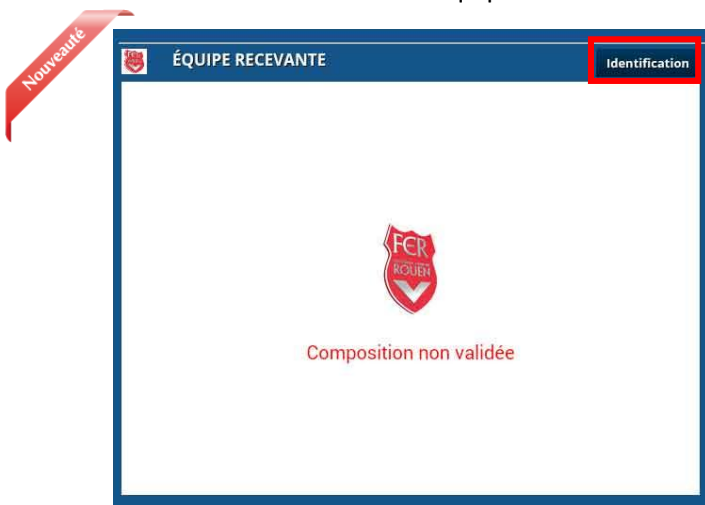 Nouveauté
ÉQUIPE RECEVANTE
Identification
FCR
ROUEN
Composition non validée